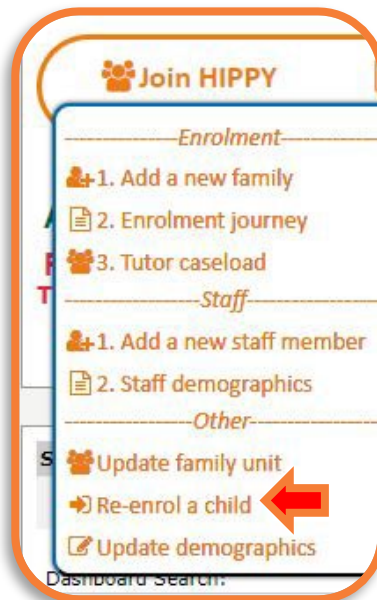 Join HIPPY
Enrolment
1. Add a new family
2. Enrolment journey
3. Tutor caseload
Staff
1. Add a new staff member
2. Staff demographics
Other
Update family unit
Re-enrol a child
Update demographics
Dashboard Search: